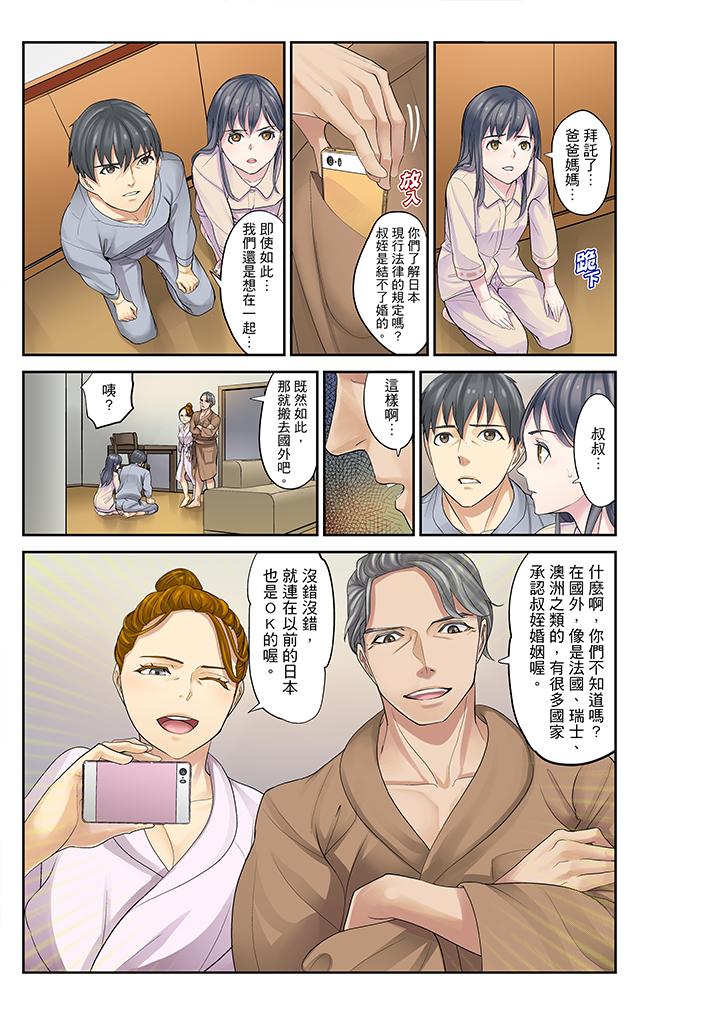 拜託了…
爸爸媽媽…
跪下
放入
你們了解日本
現行法律的規定嗎？
叔姪是結不了婚的。
即使如此…
我們還是想在一起…
叔叔…
這樣啊…
既然如此，
那就搬去國外吧。
咦？
什麼啊，你們不知道嗎？
在國外，像是法國、瑞士、
澳洲之類的，有很多國家
承認叔姪婚姻喔。
沒錯沒錯，
就連在以前的日本
也是ＯＫ的喔。